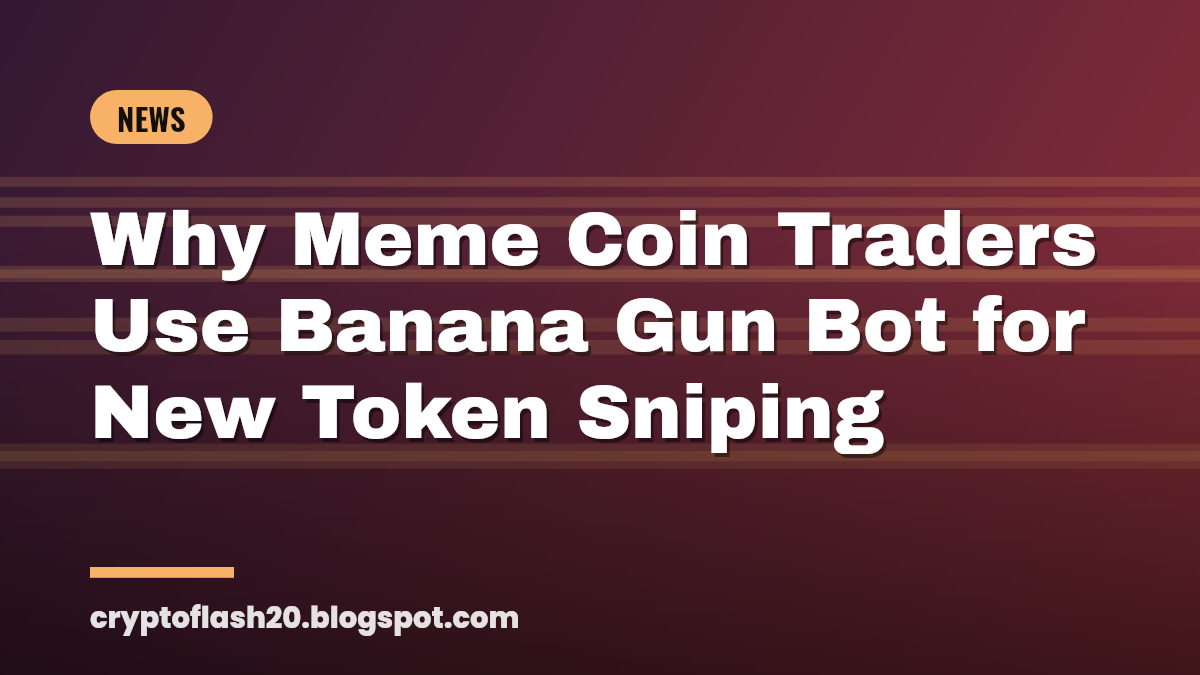 NEWS
Why Meme Coin Traders
Use Banana Gun Bot for
New Token Sniping
cryptoflash20.blogspot.com